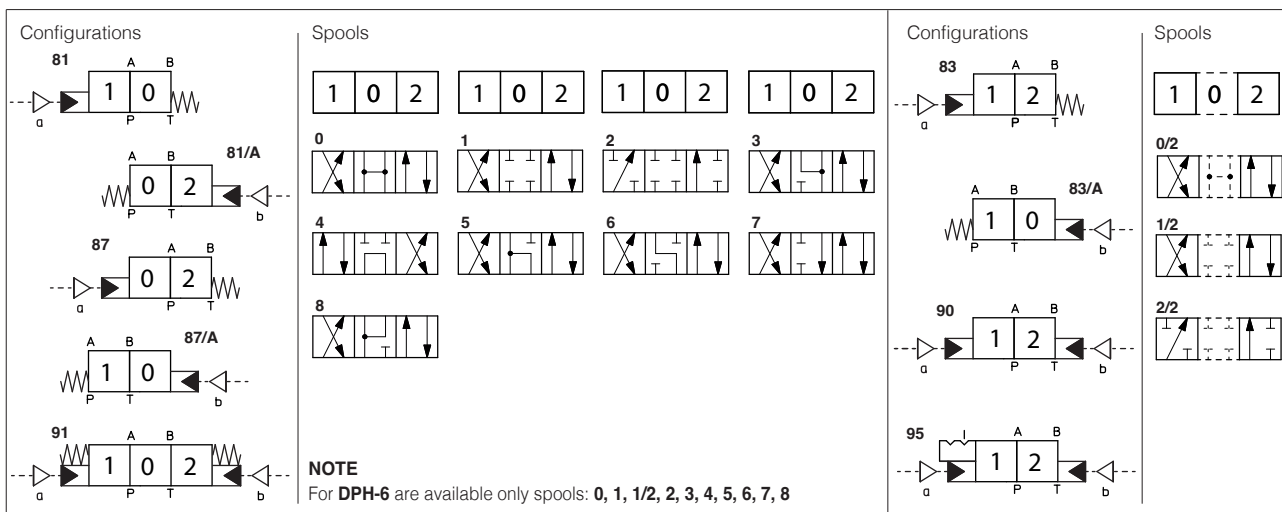 Configurations
Spools
Configurations
Spools
81
A B
1 0
a
P T
1 0 2
1 0 2
1 0 2
1 0 2
83
A B
1 2
a
P T
1 0 2
0
1
2
3
0/2
81/A
A B
0 2
P T
b
83/A
A B
1 0
P T
b
4
5
6
7
1/2
87
A B
0 2
a
P T
8
90
A B
1 2
a
P T
b
2/2
87/A
A B
1 0
P T
b
91
A B
1 0 2
a
P T
b
95
l
A B
1 2
a
P T
b
NOTE
For DPH-6 are available only spools: 0, 1, 1/2, 2, 3, 4, 5, 6, 7, 8